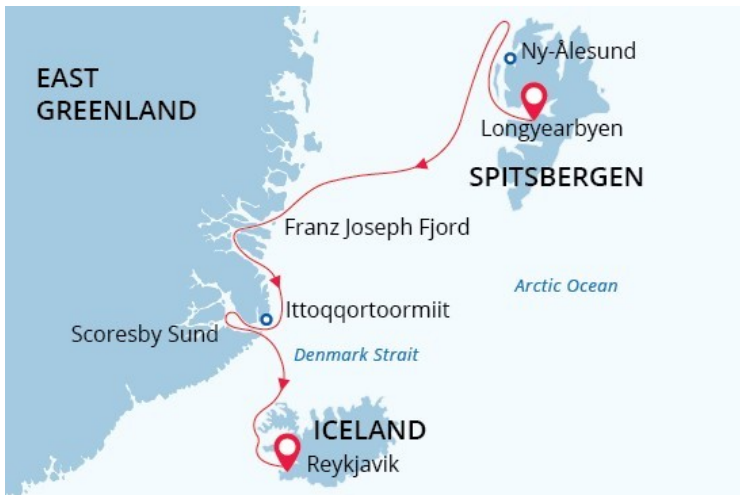 Ny-Ålesund
EAST
GREENLAND
Longyearbyen
SPITSBERGEN
Franz Joseph Fjord
Arctic Ocean
Ittoqqortoormiit
Scoresby Sund
Denmark Strait
ICELAND
Reykjavik